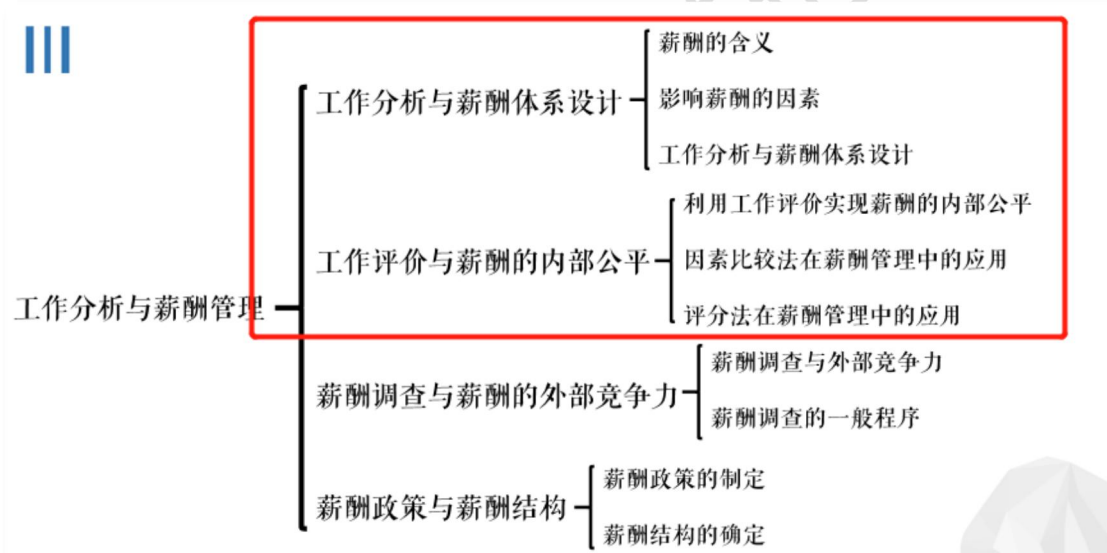 工作分析与薪酬管理
工作分析与薪酬体系设计
薪酬的含义
影响薪酬的因素
工作分析与薪酬体系设计
工作评价与薪酬的内部公平
利用工作评价实现薪酬的内部公平
因素比较法在薪酬管理中的应用
评分法在薪酬管理中的应用
薪酬调查与薪酬的外部竞争力
薪酬调查与外部竞争力
薪酬调查的一般程序
薪酬政策与薪酬结构
薪酬政策的制定
薪酬结构的确定